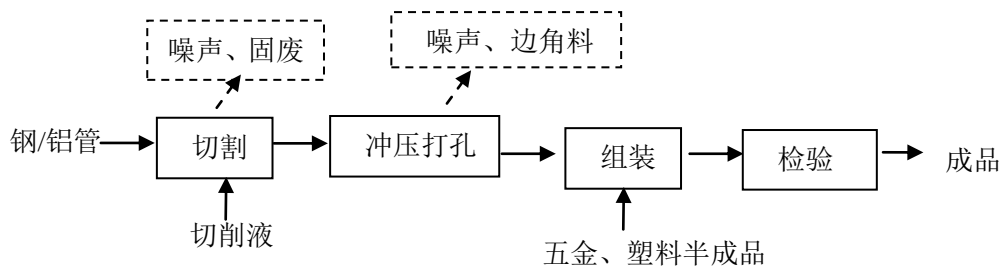 噪声、固废
噪声、边角料
钢/铝管
切割
冲压打孔
组装
检验
成品
切削液
五金、塑料半成品